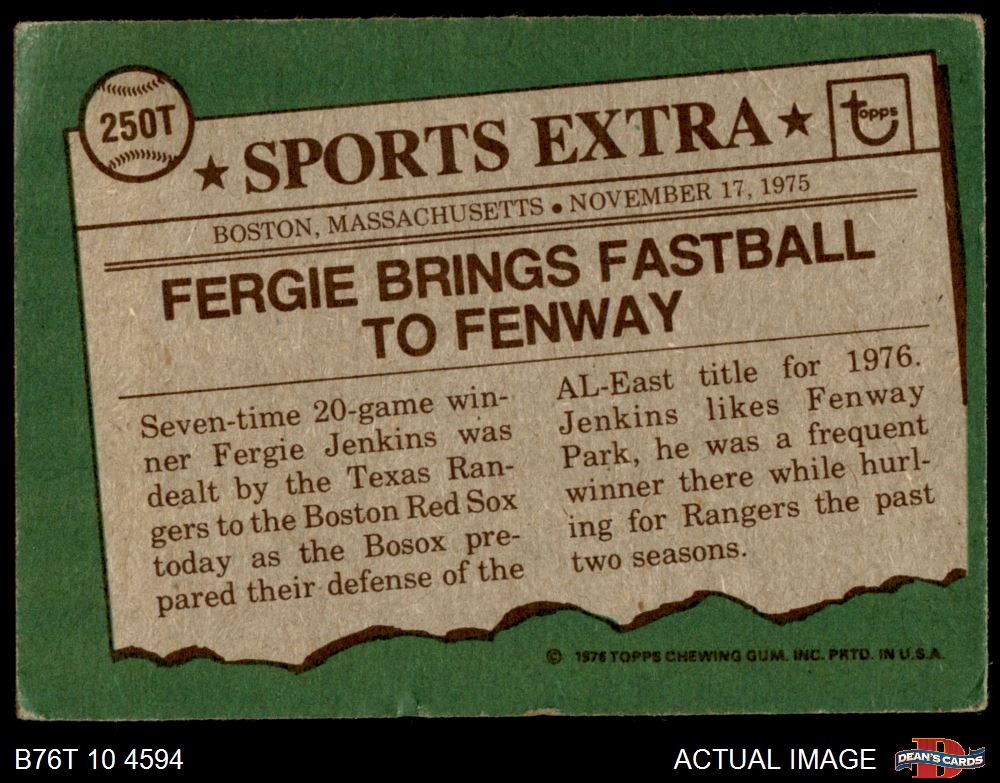 250T
★ SPORTS EXTRA ★
topps
BOSTON, MASSACHUSETTS • NOVEMBER 17, 1975
FERGIE BRINGS FASTBALL
TO FENWAY
Seven-time 20-game win-
ner Fergie Jenkins was
dealt by the Texas Ran-
gers to the Boston Red Sox
today as the Bosox pre-
pared their defense of the
AL-East title for 1976.
Jenkins likes Fenway
Park, he was a frequent
winner there while hurl-
ing for Rangers the past
two seasons.
© 1976 TOPPS CHEWING GUM, INC. PRTD. IN U.S.A.
B76T 10 4594
ACTUAL IMAGE
D
DEAN'S CARDS